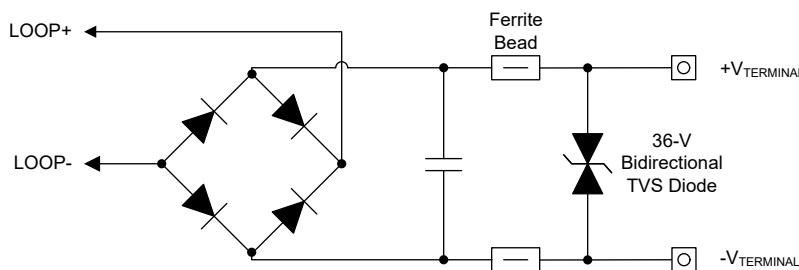 LOOP+
Ferrite
Bead
+VTERMINAL
LOOP-
36-V
Bidirectional
TVS Diode
-VTERMINAL